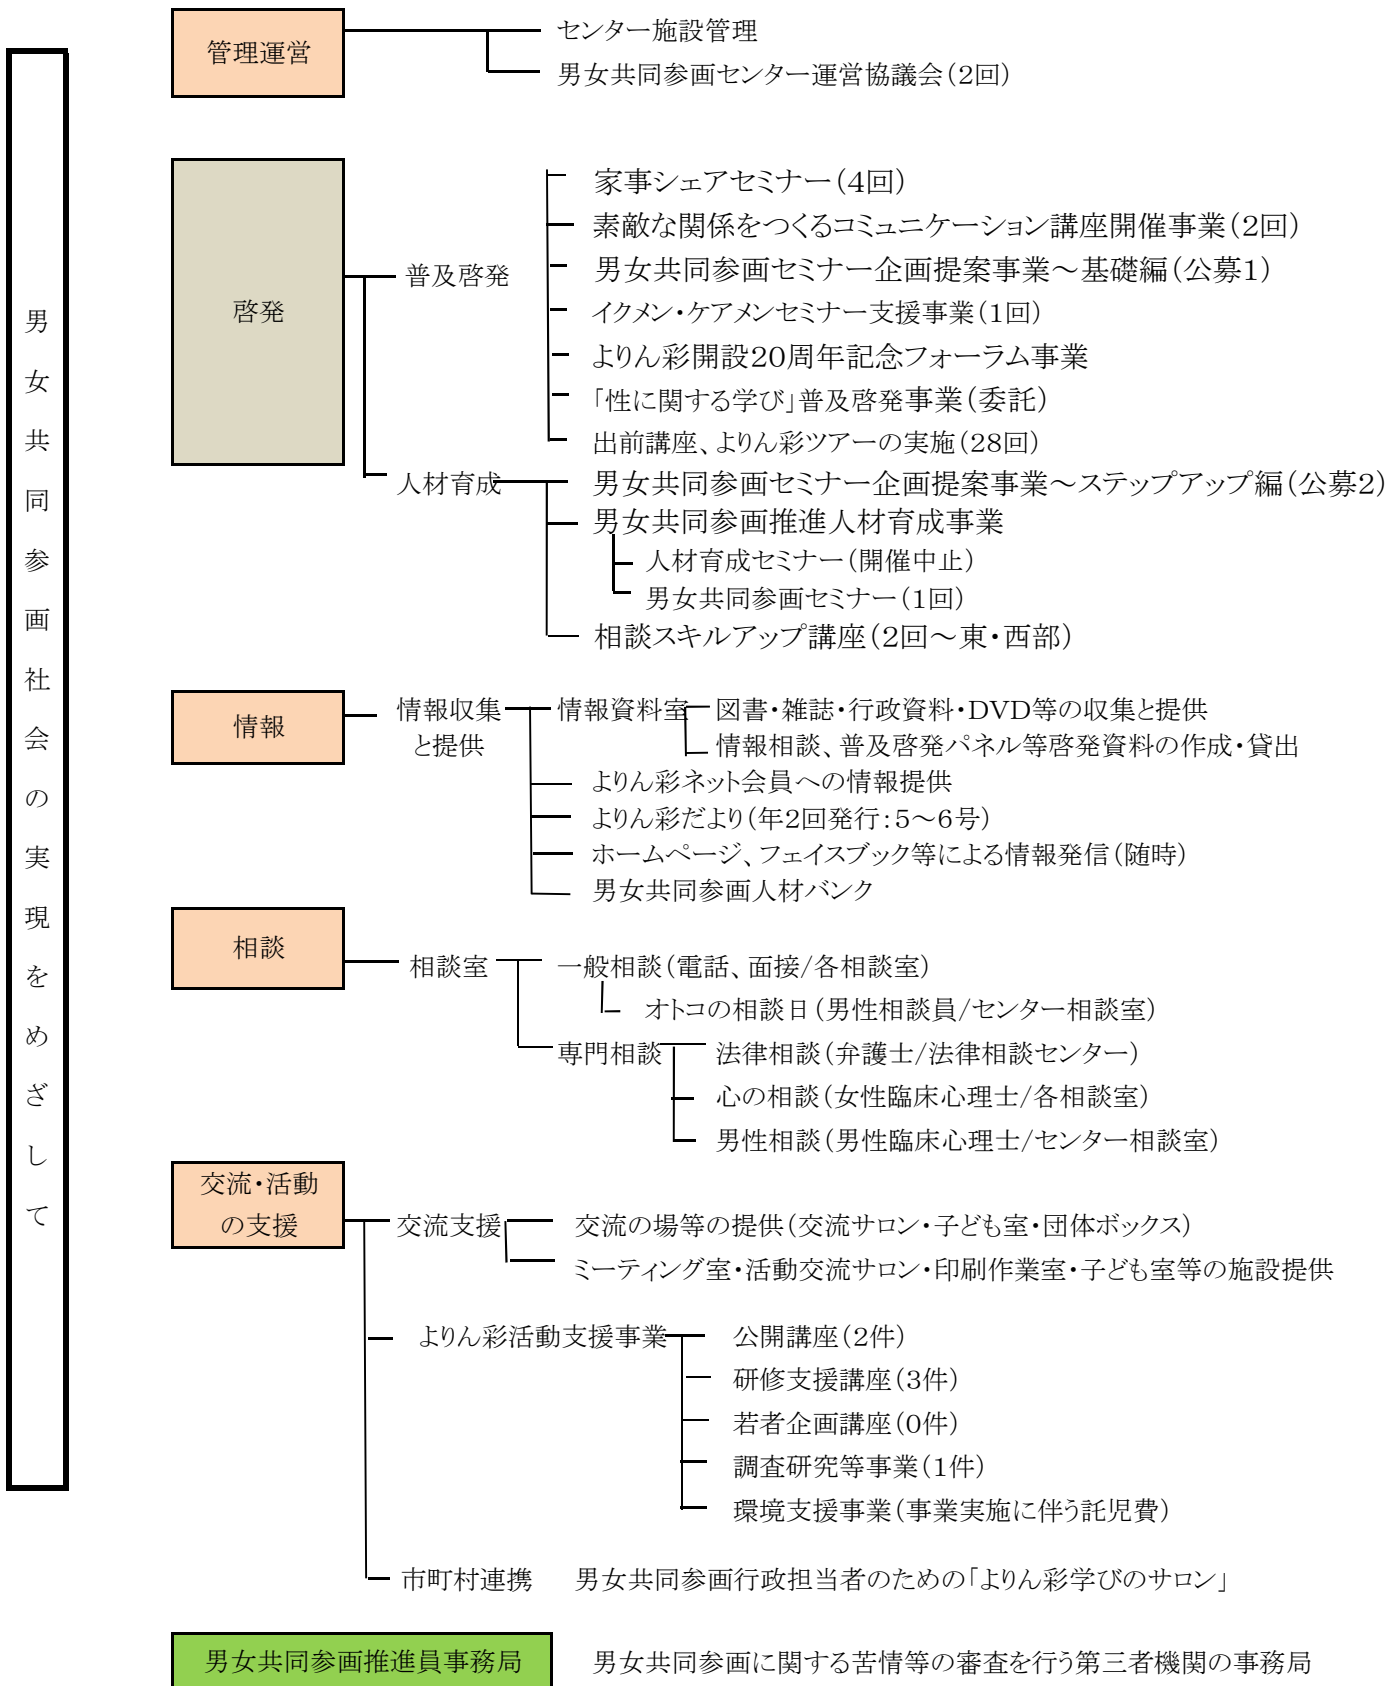 男女共同参画社会の実現をめざして
管理運営
センター施設管理
男女共同参画センター運営協議会(2回)
啓発
普及啓発
家事シェアセミナー(4回)
素敵な関係をつくるコミュニケーション講座開催事業(2回)
男女共同参画セミナー企画提案事業～基礎編(公募1)
イクメン・ケアメンセミナー支援事業(1回)
よりん彩開設20周年記念フォーラム事業
「性に関する学び」普及啓発事業(委託)
出前講座、よりん彩ツアーの実施(28回)
人材育成
男女共同参画セミナー企画提案事業～ステップアップ編(公募2)
男女共同参画推進人材育成事業
人材育成セミナー(開催中止)
男女共同参画セミナー(1回)
相談スキルアップ講座(2回～東・西部)
情報
情報収集
と提供
情報資料室
図書・雑誌・行政資料・DVD等の収集と提供
情報相談、普及啓発パネル等啓発資料の作成・貸出
よりん彩ネット会員への情報提供
よりん彩だより(年2回発行:5～6号)
ホームページ、フェイスブック等による情報発信(随時)
男女共同参画人材バンク
相談
相談室
一般相談(電話、面接/各相談室)
オトコの相談日(男性相談員/センター相談室)
専門相談
法律相談(弁護士/法律相談センター)
心の相談(女性臨床心理士/各相談室)
男性相談(男性臨床心理士/センター相談室)
交流・活動
の支援
交流支援
交流の場等の提供(交流サロン・子ども室・団体ボックス)
ミーティング室・活動交流サロン・印刷作業室・子ども室等の施設提供
よりん彩活動支援事業
公開講座(2件)
研修支援講座(3件)
若者企画講座(0件)
調査研究等事業(1件)
環境支援事業(事業実施に伴う託児費)
市町村連携
男女共同参画行政担当者のための「よりん彩学びのサロン」
男女共同参画推進員事務局
男女共同参画に関する苦情等の審査を行う第三者機関の事務局